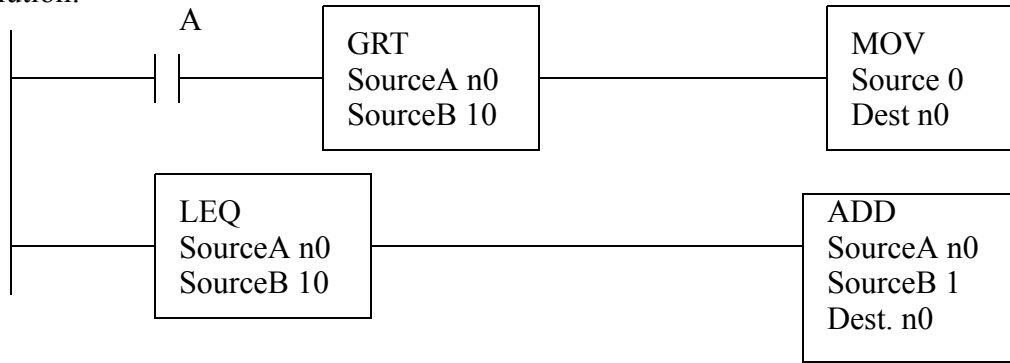 A
GRT
SourceA n0
SourceB 10
MOV
Source 0
Dest n0
LEQ
SourceA n0
SourceB 10
ADD
SourceA n0
SourceB 1
Dest. n0